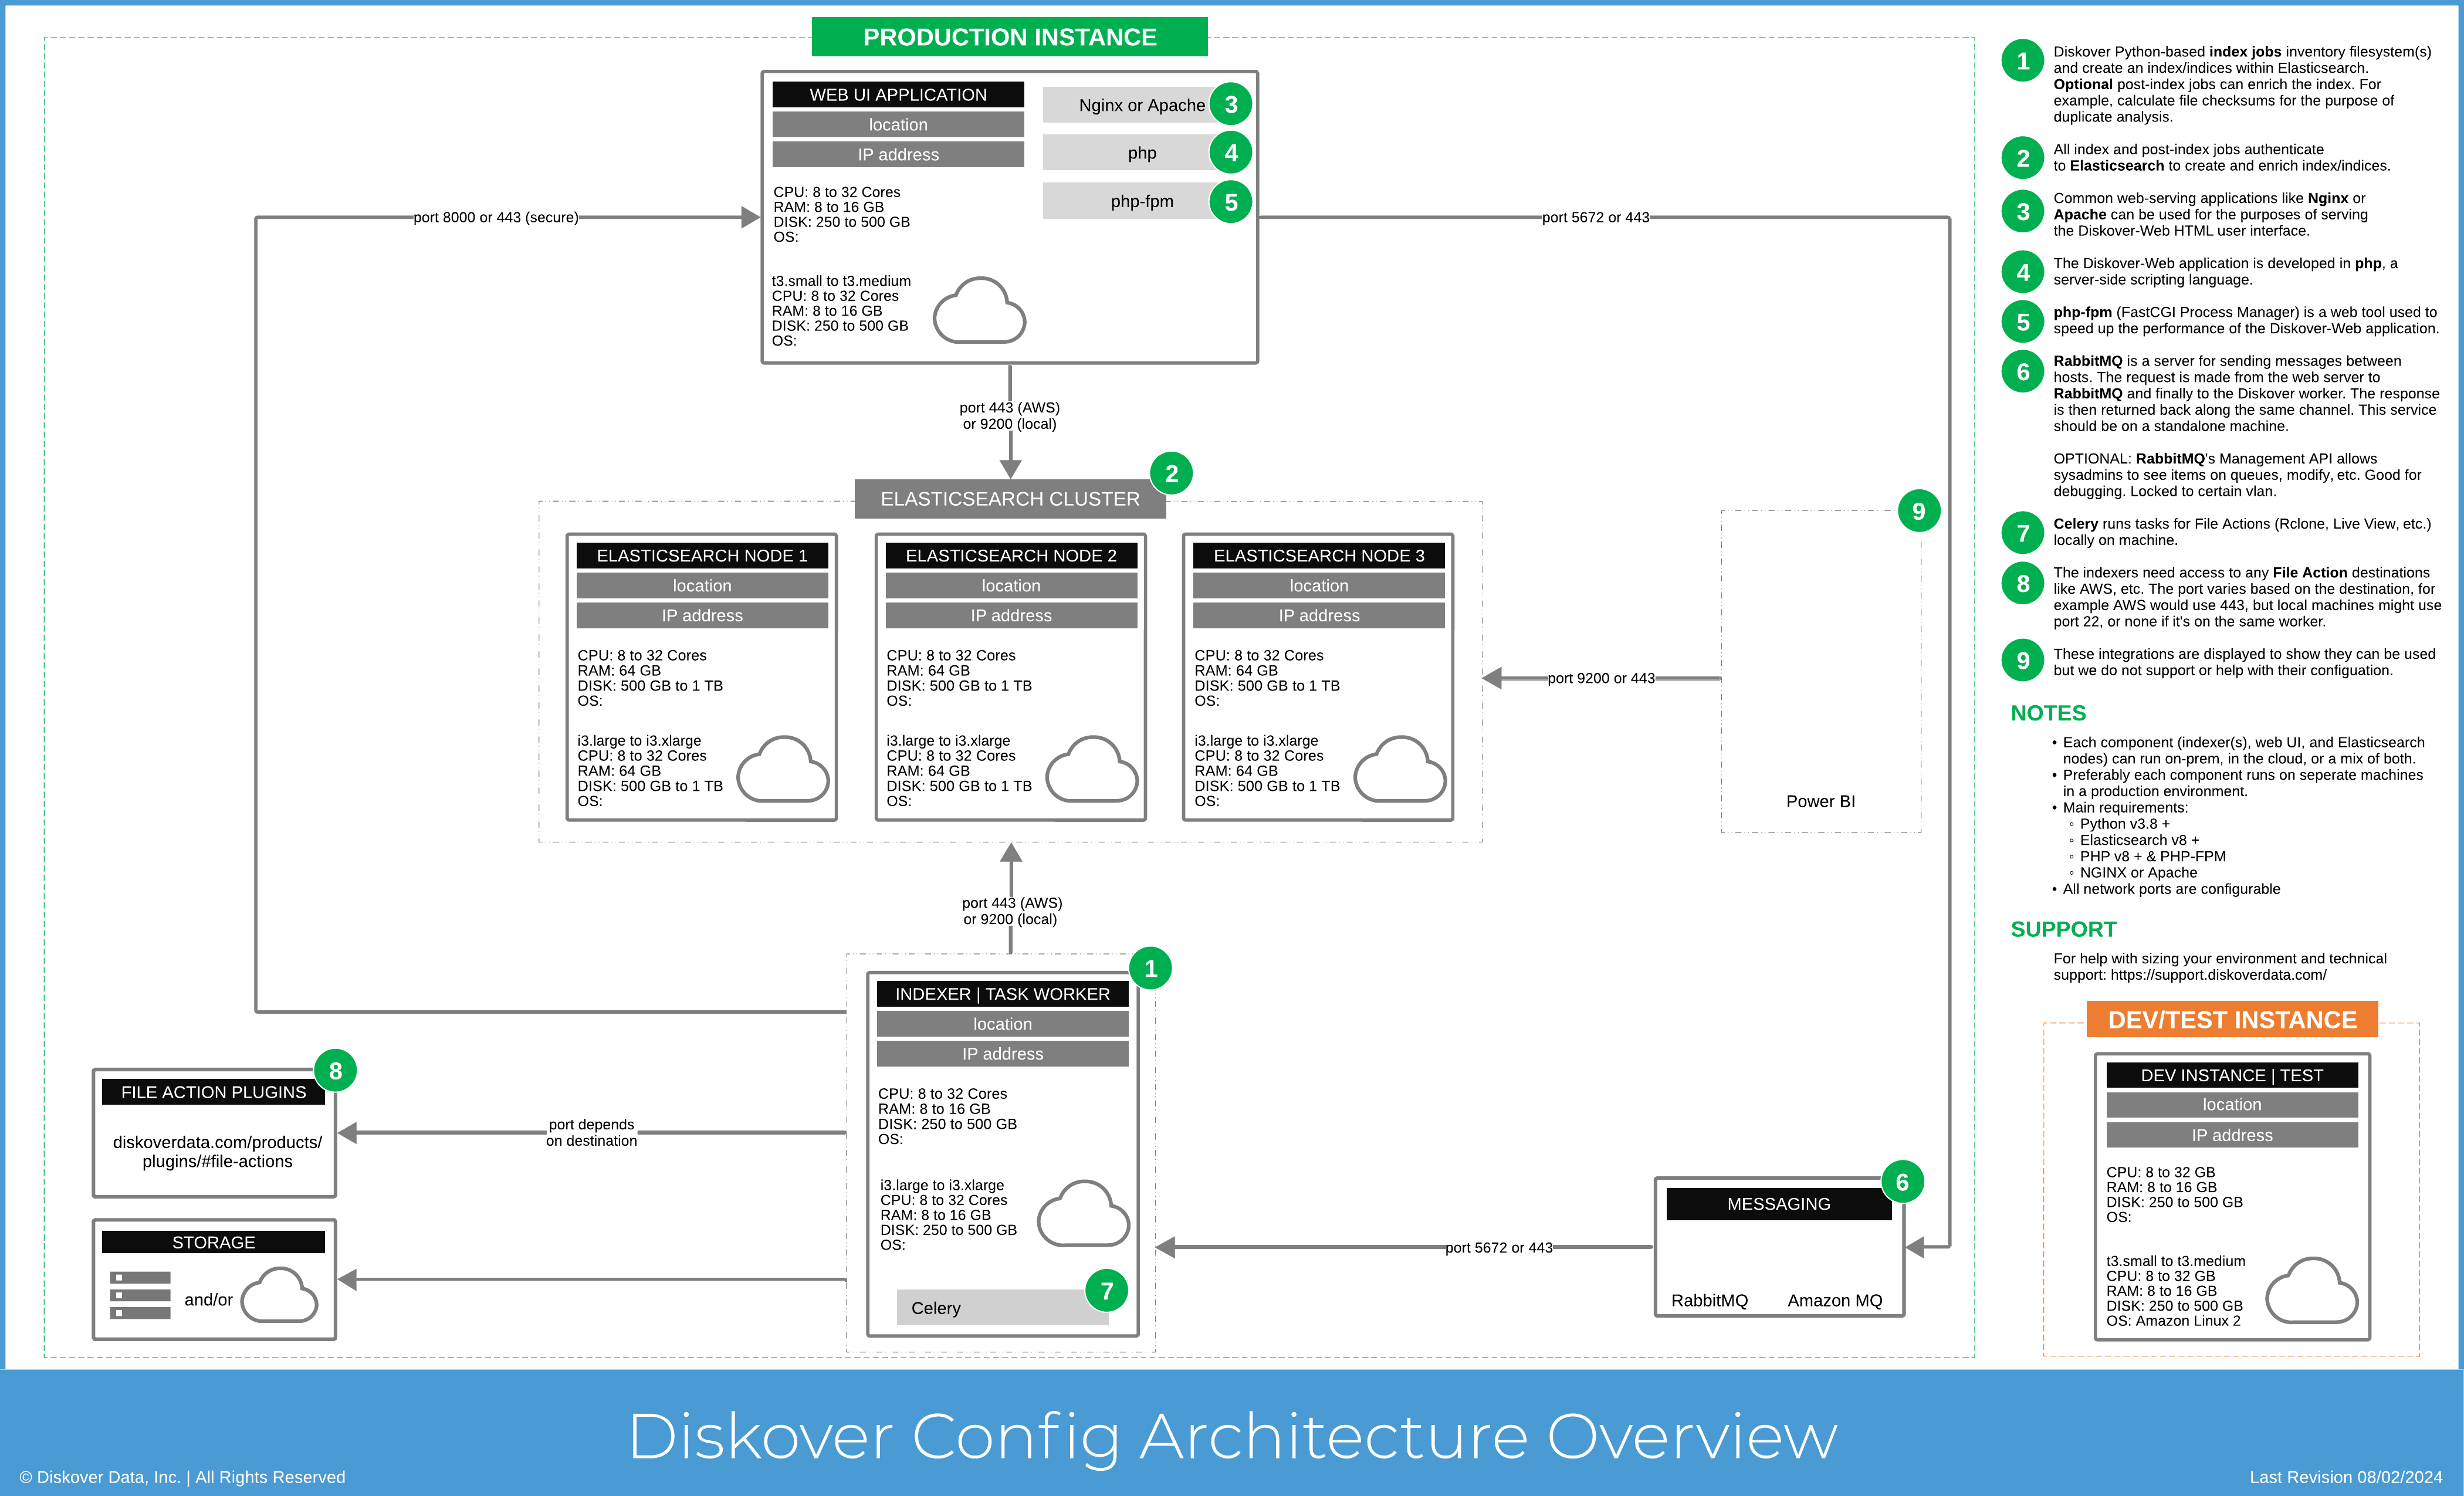 PRODUCTION INSTANCE
WEB UI APPLICATION
location
IP address
CPU: 8 to 32 Cores
RAM: 8 to 16 GB
DISK: 250 to 500 GB
OS:
t3.small to t3.medium
CPU: 8 to 32 Cores
RAM: 8 to 16 GB
DISK: 250 to 500 GB
OS:
Nginx or Apache
3
php
4
php-fpm
5
port 8000 or 443 (secure)
port 5672 or 443
port 443 (AWS)
or 9200 (local)
ELASTICSEARCH CLUSTER
2
ELASTICSEARCH NODE 1
location
IP address
CPU: 8 to 32 Cores
RAM: 64 GB
DISK: 500 GB to 1 TB
OS:
i3.large to i3.xlarge
CPU: 8 to 32 Cores
RAM: 64 GB
DISK: 500 GB to 1 TB
OS:
ELASTICSEARCH NODE 2
location
IP address
CPU: 8 to 32 Cores
RAM: 64 GB
DISK: 500 GB to 1 TB
OS:
i3.large to i3.xlarge
CPU: 8 to 32 Cores
RAM: 64 GB
DISK: 500 GB to 1 TB
OS:
ELASTICSEARCH NODE 3
location
IP address
CPU: 8 to 32 Cores
RAM: 64 GB
DISK: 500 GB to 1 TB
OS:
i3.large to i3.xlarge
CPU: 8 to 32 Cores
RAM: 64 GB
DISK: 500 GB to 1 TB
OS:
port 9200 or 443
9
Power BI
port 443 (AWS)
or 9200 (local)
1
INDEXER | TASK WORKER
location
IP address
CPU: 8 to 32 Cores
RAM: 8 to 16 GB
DISK: 250 to 500 GB
OS:
i3.large to i3.xlarge
CPU: 8 to 32 Cores
RAM: 8 to 16 GB
DISK: 250 to 500 GB
OS:
Celery
7
8
FILE ACTION PLUGINS
diskoverdata.com/products/
plugins/#file-actions
port depends
on destination
STORAGE
and/or
port 5672 or 443
6
MESSAGING
RabbitMQ
Amazon MQ
1
Diskover Python-based index jobs inventory filesystem(s)
and create an index/indices within Elasticsearch.
Optional post-index jobs can enrich the index. For
example, calculate file checksums for the purpose of
duplicate analysis.
2
All index and post-index jobs authenticate
to Elasticsearch to create and enrich index/indices.
3
Common web-serving applications like Nginx or
Apache can be used for the purposes of serving
the Diskover-Web HTML user interface.
4
The Diskover-Web application is developed in php, a
server-side scripting language.
5
php-fpm (FastCGI Process Manager) is a web tool used to
speed up the performance of the Diskover-Web application.
6
RabbitMQ is a server for sending messages between
hosts. The request is made from the web server to
RabbitMQ and finally to the Diskover worker. The response
is then returned back along the same channel. This service
should be on a standalone machine.
OPTIONAL: RabbitMQ's Management API allows
sysadmins to see items on queues, modify, etc. Good for
debugging. Locked to certain vlan.
7
Celery runs tasks for File Actions (Rclone, Live View, etc.)
locally on machine.
8
The indexers need access to any File Action destinations
like AWS, etc. The port varies based on the destination, for
example AWS would use 443, but local machines might use
port 22, or none if it's on the same worker.
9
These integrations are displayed to show they can be used
but we do not support or help with their configuation.
NOTES
• Each component (indexer(s), web UI, and Elasticsearch
nodes) can run on-prem, in the cloud, or a mix of both.
• Preferably each component runs on seperate machines
in a production environment.
• Main requirements:
◦ Python v3.8 +
◦ Elasticsearch v8 +
◦ PHP v8 + & PHP-FPM
◦ NGINX or Apache
• All network ports are configurable
SUPPORT
For help with sizing your environment and technical
support: https://support.diskoverdata.com/
DEV/TEST INSTANCE
DEV INSTANCE | TEST
location
IP address
CPU: 8 to 32 GB
RAM: 8 to 16 GB
DISK: 250 to 500 GB
OS:
t3.small to t3.medium
CPU: 8 to 32 GB
RAM: 8 to 16 GB
DISK: 250 to 500 GB
OS: Amazon Linux 2
Diskover Config Architecture Overview
© Diskover Data, Inc. | All Rights Reserved
Last Revision 08/02/2024